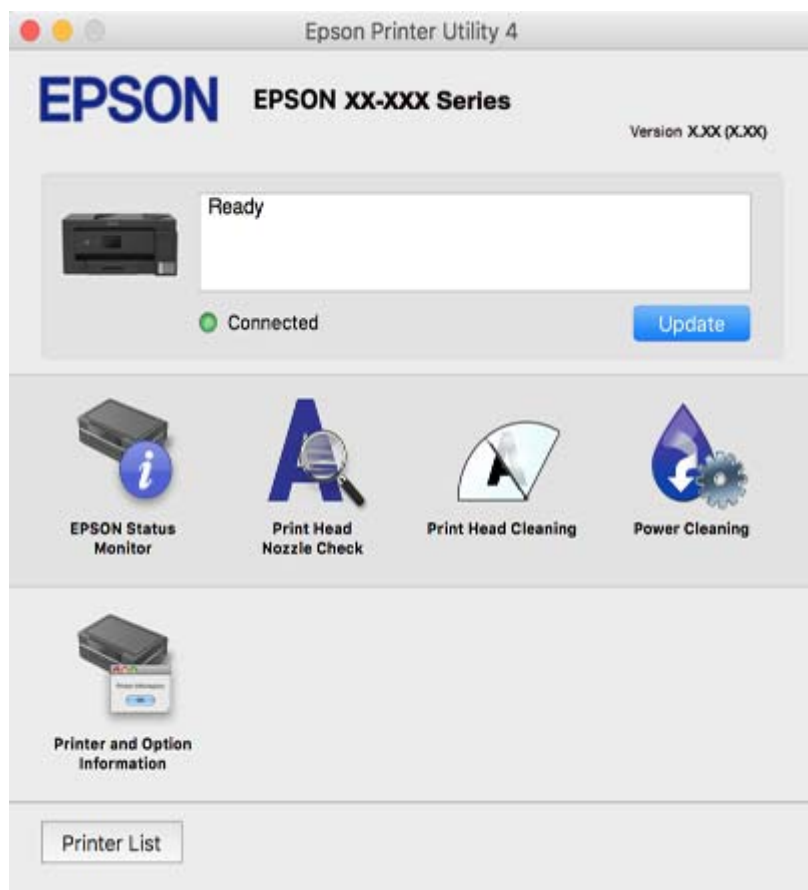 Epson Printer Utility 4
EPSON
EPSON XX-XXX Series
Version X.XX (X.XX)
Ready
Connected
Update
EPSON Status
Monitor
Print Head
Nozzle Check
Print Head Cleaning
Power Cleaning
Printer and Option
Information
Printer List